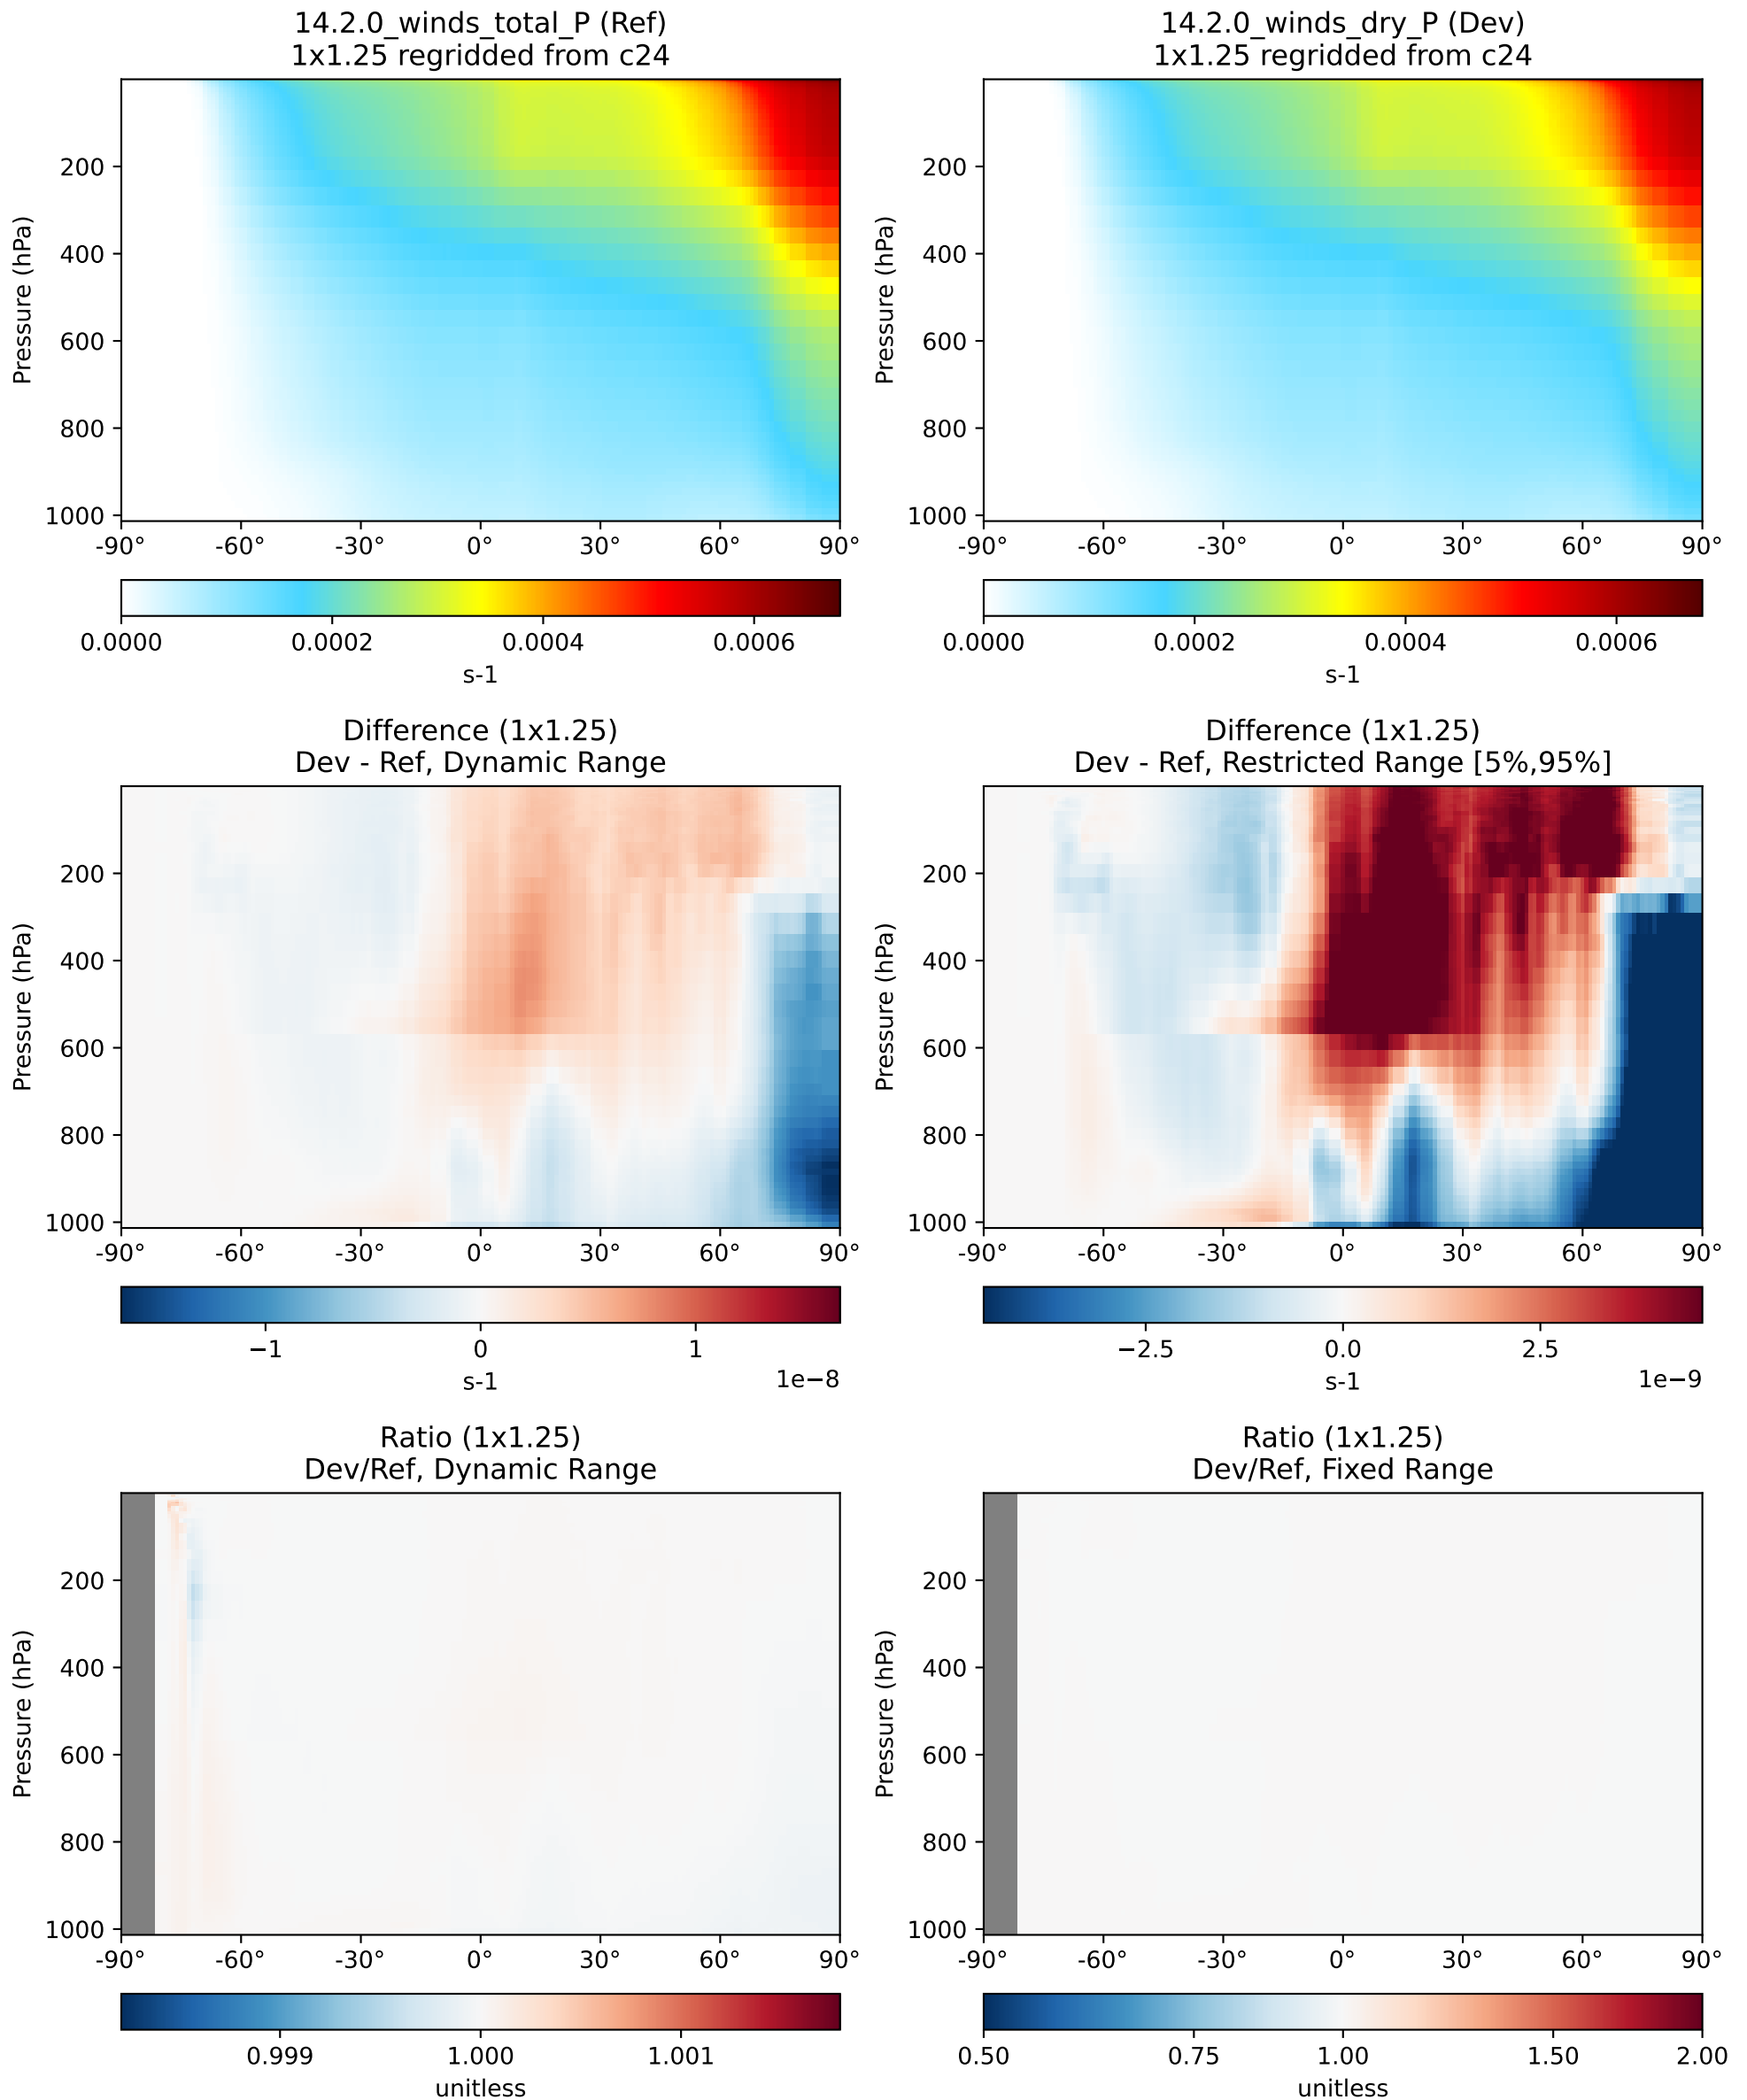 14.2.0_winds_total_P (Ref)
1x1.25 regridded from c24
Pressure (hPa)
200
400
600
800
1000
-90° -60° -30° 0° 30° 60° 90°
0.0000 0.0002 0.0004 0.0006
s-1
14.2.0_winds_dry_P (Dev)
1x1.25 regridded from c24
Pressure (hPa)
200
400
600
800
1000
-90° -60° -30° 0° 30° 60° 90°
0.0000 0.0002 0.0004 0.0006
s-1
Difference (1x1.25)
Dev - Ref, Dynamic Range
Pressure (hPa)
200
400
600
800
1000
-90° -60° -30° 0° 30° 60° 90°
−1 0 1
s-1 1e−8
Difference (1x1.25)
Dev - Ref, Restricted Range [5%,95%]
Pressure (hPa)
200
400
600
800
1000
-90° -60° -30° 0° 30° 60° 90°
−2.5 0.0 2.5
s-1 1e−9
Ratio (1x1.25)
Dev/Ref, Dynamic Range
Pressure (hPa)
200
400
600
800
1000
-90° -60° -30° 0° 30° 60° 90°
0.999 1.000 1.001
unitless
Ratio (1x1.25)
Dev/Ref, Fixed Range
Pressure (hPa)
200
400
600
800
1000
-90° -60° -30° 0° 30° 60° 90°
0.50 0.75 1.00 1.50 2.00
unitless